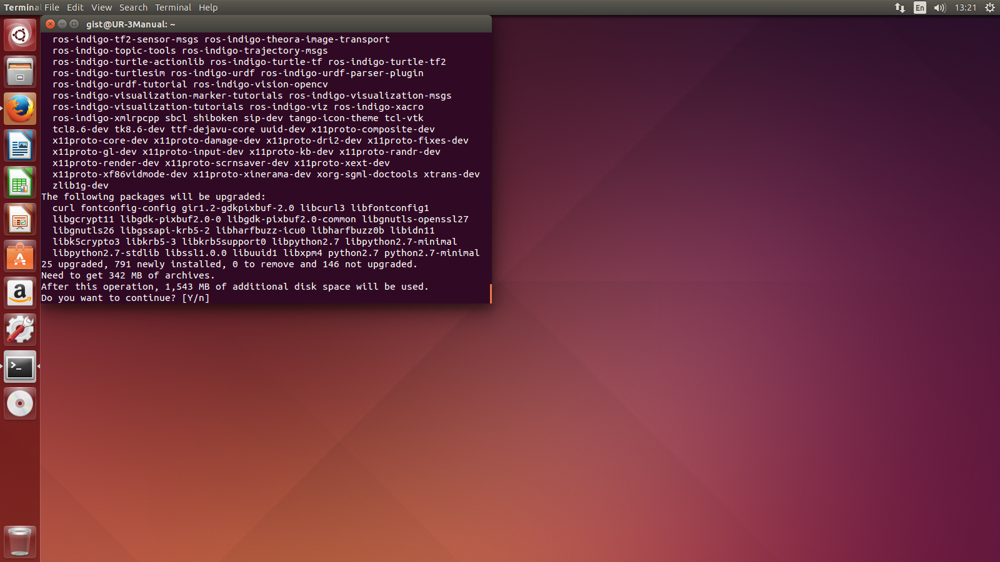 Terminal File Edit View Search Terminal Help En 13:21
gist@UR-3Manual: ~
ros-indigo-tf2-sensor-msgs ros-indigo-theora-image-transport
ros-indigo-topic-tools ros-indigo-trajectory-msgs
ros-indigo-turtle-actionlib ros-indigo-turtle-tf ros-indigo-turtle-tf2
ros-indigo-turtlesim ros-indigo-urdf ros-indigo-urdf-parser-plugin
ros-indigo-urdf-tutorial ros-indigo-vision-opencv
ros-indigo-visualization-marker-tutorials ros-indigo-visualization-msgs
ros-indigo-visualization-tutorials ros-indigo-viz ros-indigo-xacro
ros-indigo-xmlrpcpp sbcl shiboken sip-dev tango-icon-theme tcl-vtk
tcl8.6-dev tk8.6-dev ttf-dejavu-core uuid-dev x11proto-composite-dev
x11proto-core-dev x11proto-damage-dev x11proto-dri2-dev x11proto-fixes-dev
x11proto-gl-dev x11proto-input-dev x11proto-kb-dev x11proto-randr-dev
x11proto-render-dev x11proto-scrnsaver-dev x11proto-xext-dev
x11proto-xf86vidmode-dev x11proto-xinerama-dev xorg-sgml-doctools xtrans-dev
zlib1g-dev
The following packages will be upgraded:
curl fontconfig-config gir1.2-gdkpixbuf-2.0 libcurl3 libfontconfig1
libgcrypt11 libgdk-pixbuf2.0-0 libgdk-pixbuf2.0-common libgnutls-openssl27
libgnutls26 libgssapi-krb5-2 libharfbuzz-icu0 libharfbuzz0b libidn11
libk5crypto3 libkrb5-3 libkrb5support0 libpython2.7 libpython2.7-minimal
libpython2.7-stdlib libssl1.0.0 libuuid1 libxpm4 python2.7 python2.7-minimal
25 upgraded, 791 newly installed, 0 to remove and 146 not upgraded.
Need to get 342 MB of archives.
After this operation, 1,543 MB of additional disk space will be used.
Do you want to continue? [Y/n]